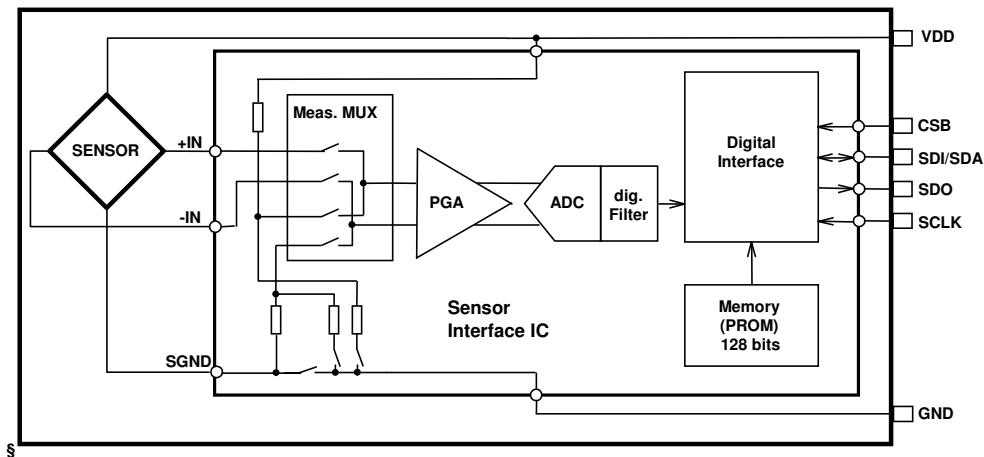 VDD
Meas. MUX
+IN
SENSOR
CSB
Digital
Interface
SDI/SDA
PGA
ADC
dig.
Filter
SDO
-IN
SCLK
Sensor
Interface IC
Memory
(PROM)
128 bits
SGND
GND
§